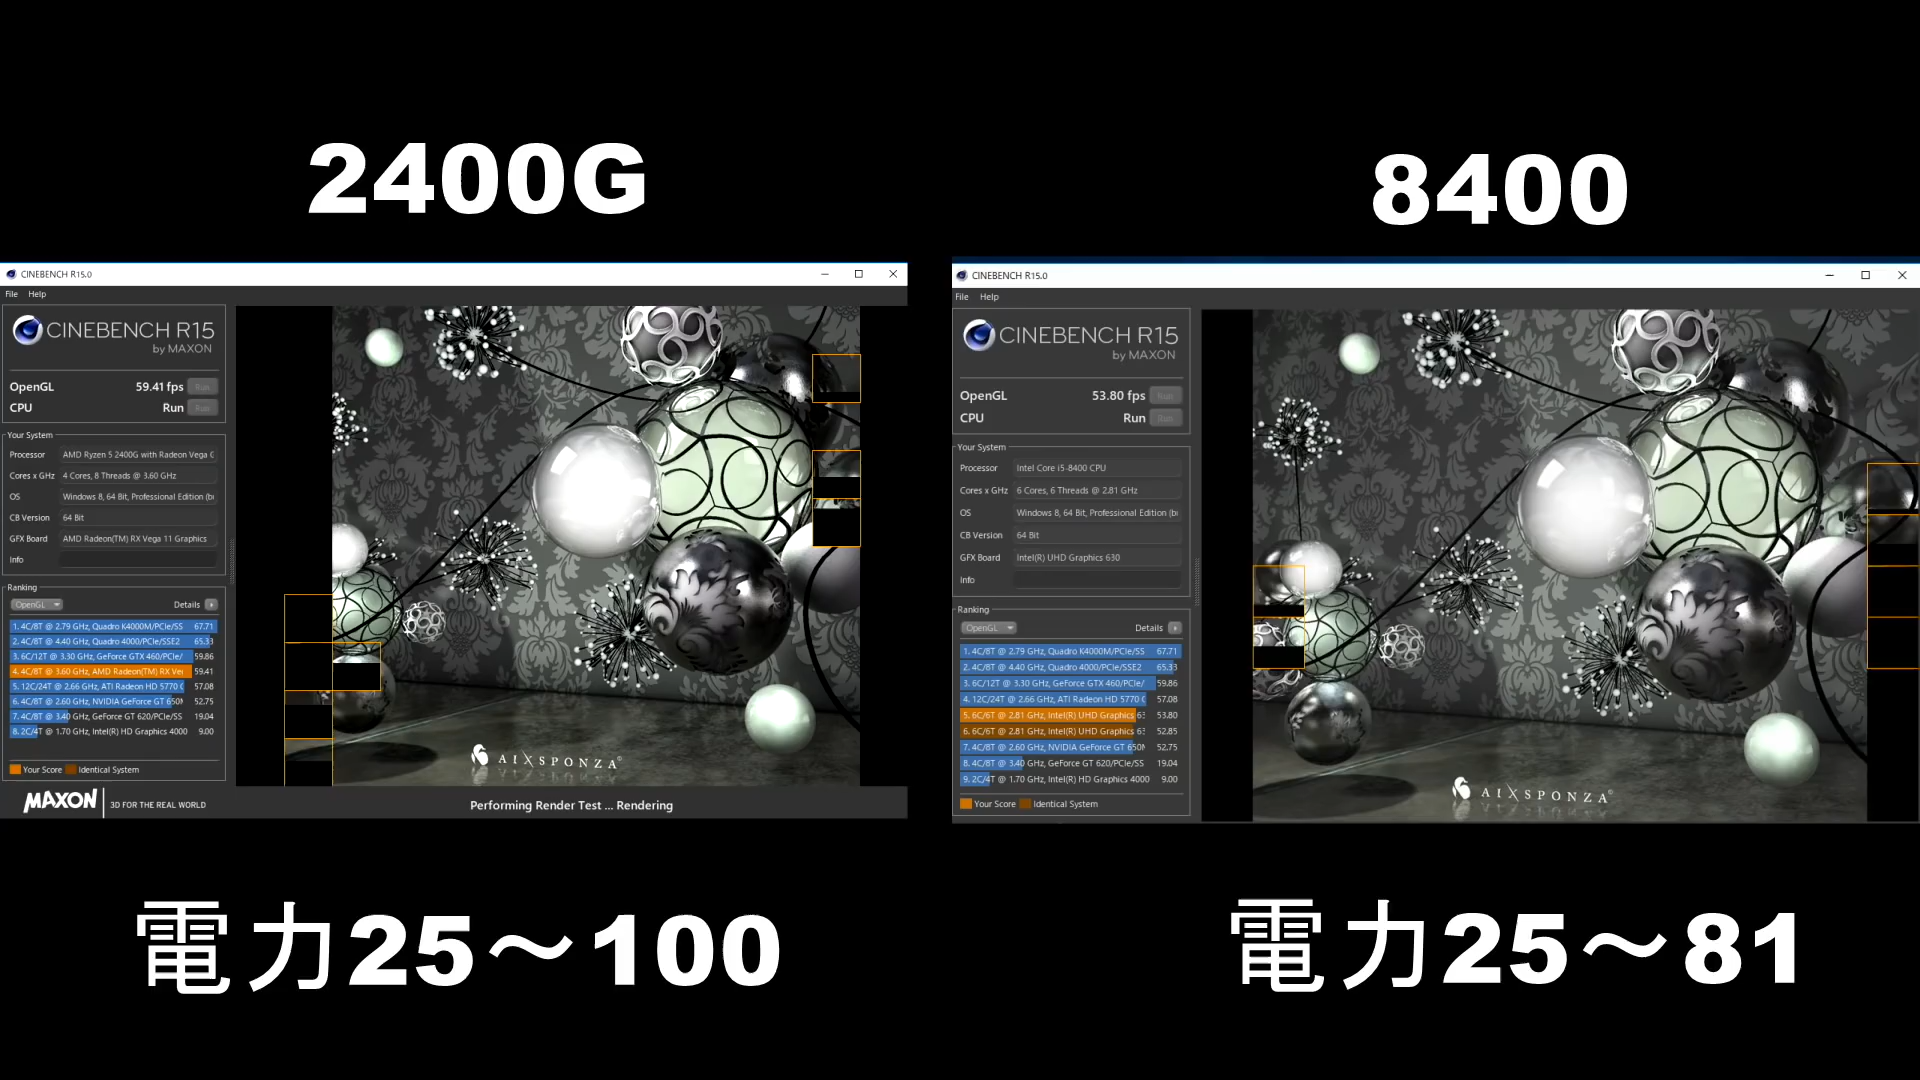 2400G
CINEBENCH R15.0
File Help
CINEBENCH R15
by MAXON
OpenGL 59.41 fps Run
CPU Run Run
Your System
Processor AMD Ryzen 5 2400G with Radeon Vega G
Cores x GHz 4 Cores, 8 Threads @ 3.60 GHz
OS Windows 8, 64 Bit, Professional Edition (bu
CB Version 64 Bit
GFX Board AMD Radeon(TM) RX Vega 11 Graphics
Info
Ranking
OpenGL Details
1. 4C/8T @ 2.79 GHz, Quadro K4000M/PCIe/SS 67.71
2. 4C/8T @ 4.40 GHz, Quadro 4000/PCIe/SSE2 65.33
3. 6C/12T @ 3.30 GHz, GeForce GTX 460/PCIe/ 59.86
4. 4C/8T @ 3.60 GHz, AMD Radeon(TM) RX Ve 59.41
5. 12C/24T @ 2.66 GHz, ATI Radeon HD 5770 57.08
6. 4C/8T @ 2.60 GHz, NVIDIA GeForce GT 650M 52.75
7. 4C/8T @ 3.40 GHz, GeForce GT 620/PCIe/SS 19.04
8. 2C/4T @ 1.70 GHz, Intel(R) HD Graphics 4000 9.00
Your Score Identical System
MAXON 3D FOR THE REAL WORLD
AIXSPONZA®
Performing Render Test ... Rendering
電力25～100
8400
CINEBENCH R15.0
File Help
CINEBENCH R15
by MAXON
OpenGL 53.80 fps Run
CPU Run Run
Your System
Processor Intel Core i5-8400 CPU
Cores x GHz 6 Cores, 6 Threads @ 2.81 GHz
OS Windows 8, 64 Bit, Professional Edition (bu
CB Version 64 Bit
GFX Board Intel(R) UHD Graphics 630
Info
Ranking
OpenGL Details
1. 4C/8T @ 2.79 GHz, Quadro K4000M/PCIe/SS 67.71
2. 4C/8T @ 4.40 GHz, Quadro 4000/PCIe/SSE2 65.33
3. 6C/12T @ 3.30 GHz, GeForce GTX 460/PCIe/ 59.86
4. 12C/24T @ 2.66 GHz, ATI Radeon HD 5770 57.08
5. 6C/6T @ 2.81 GHz, Intel(R) UHD Graphics 63 53.80
6. 6C/6T @ 2.81 GHz, Intel(R) UHD Graphics 63 52.85
7. 4C/8T @ 2.60 GHz, NVIDIA GeForce GT 650M 52.75
8. 4C/8T @ 3.40 GHz, GeForce GT 620/PCIe/SS 19.04
9. 2C/4T @ 1.70 GHz, Intel(R) HD Graphics 4000 9.00
Your Score Identical System
AIXSPONZA®
電力25～81